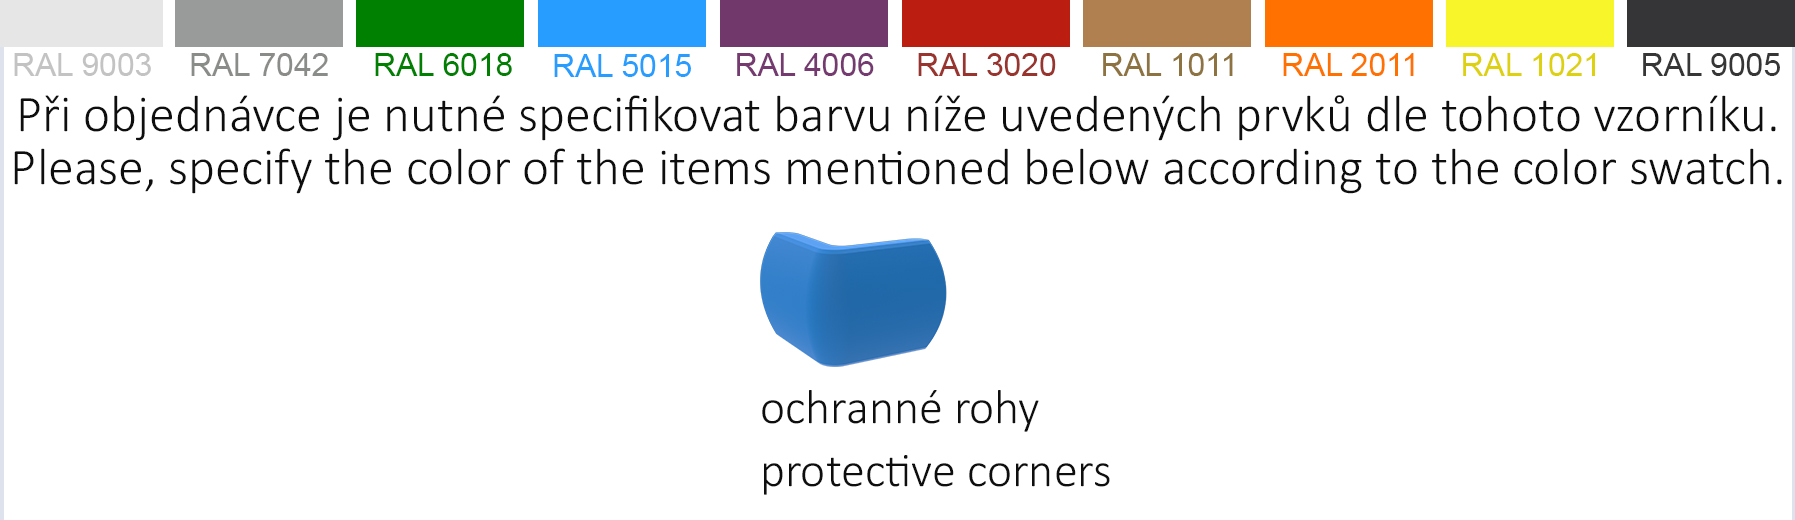 RAL 9003 RAL 7042 RAL 6018 RAL 5015 RAL 4006 RAL 3020 RAL 1011 RAL 2011 RAL 1021 RAL 9005
Při objednávce je nutné specifikovat barvu níže uvedených prvků dle tohoto vzorníku.
Please, specify the color of the items mentioned below according to the color swatch.
ochranné rohy
protective corners